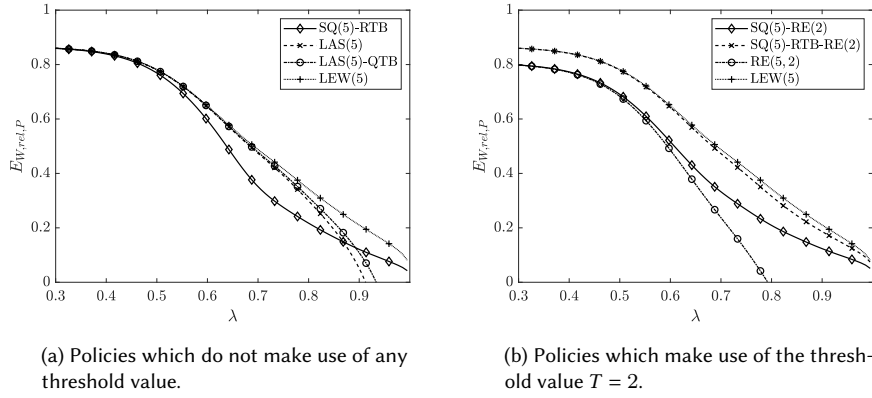 SQ(5)-RTB
LAS(5)
LAS(5)-QTB
LEW(5)
1
0.8
0.6
0.4
0.2
0
E_{W,rel,P}
0.3 0.4 0.5 0.6 0.7 0.8 0.9
λ
(a) Policies which do not make use of any
threshold value.
SQ(5)-RE(2)
SQ(5)-RTB-RE(2)
RE(5, 2)
LEW(5)
1
0.8
0.6
0.4
0.2
0
E_{W,rel,P}
0.3 0.4 0.5 0.6 0.7 0.8 0.9
λ
(b) Policies which make use of the thresh-
old value T = 2.